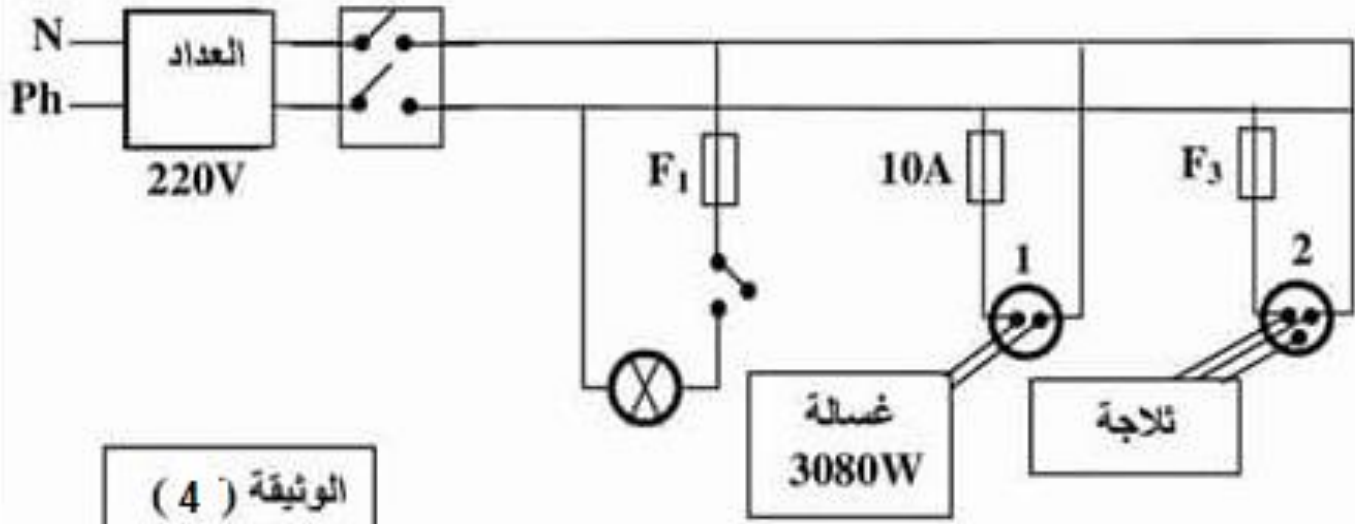 N
العداد
Ph
220V
F₁
10A
F₃
1
2
غسالة
3080W
ثلاجة
الوثيقة ( 4 )